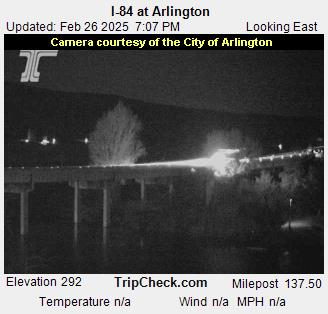 I-84 at Arlington
Updated: Feb 26 2025 7:07 PM Looking East
Camera courtesy of the City of Arlington
Elevation 292 TripCheck.com Milepost 137.50
Temperature n/a Wind n/a MPH n/a